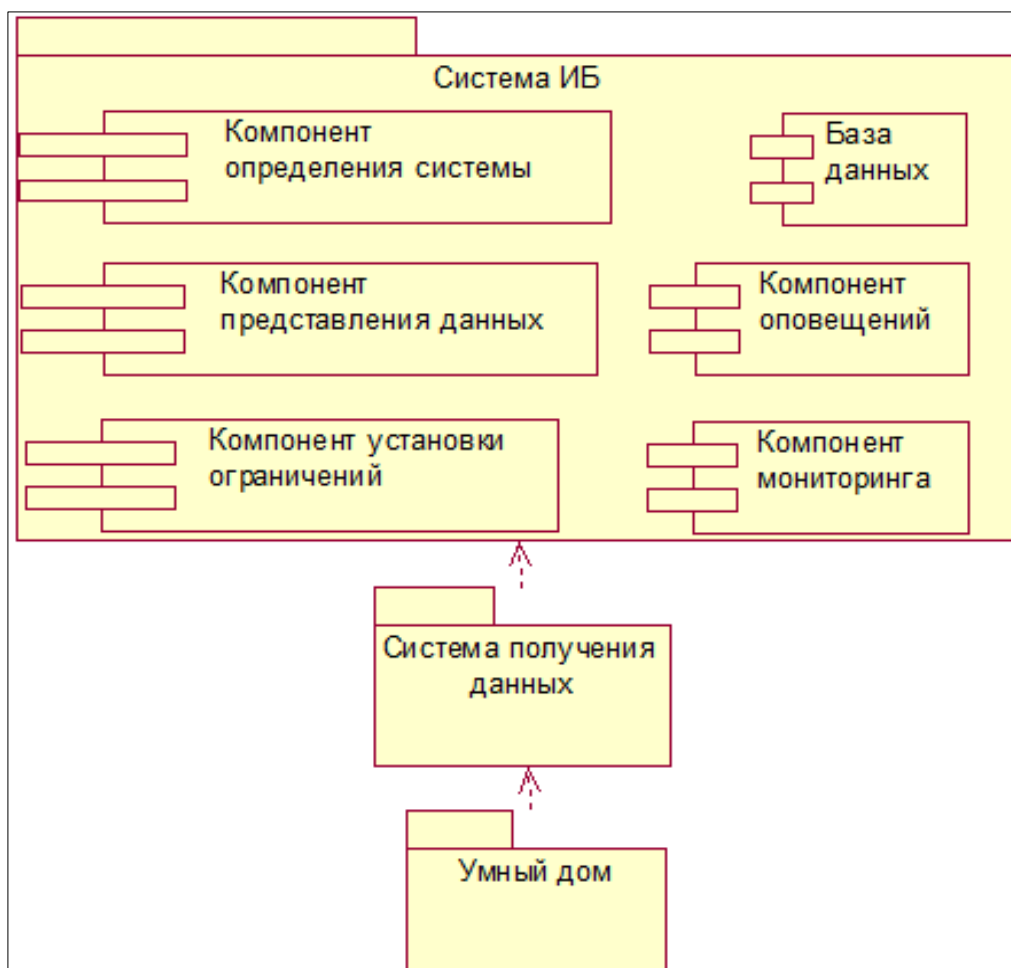 Система ИБ
Компонент
определения системы
База
данных
Компонент
представления данных
Компонент
оповещений
Компонент установки
ограничений
Компонент
мониторинга
Система получения
данных
Умный дом